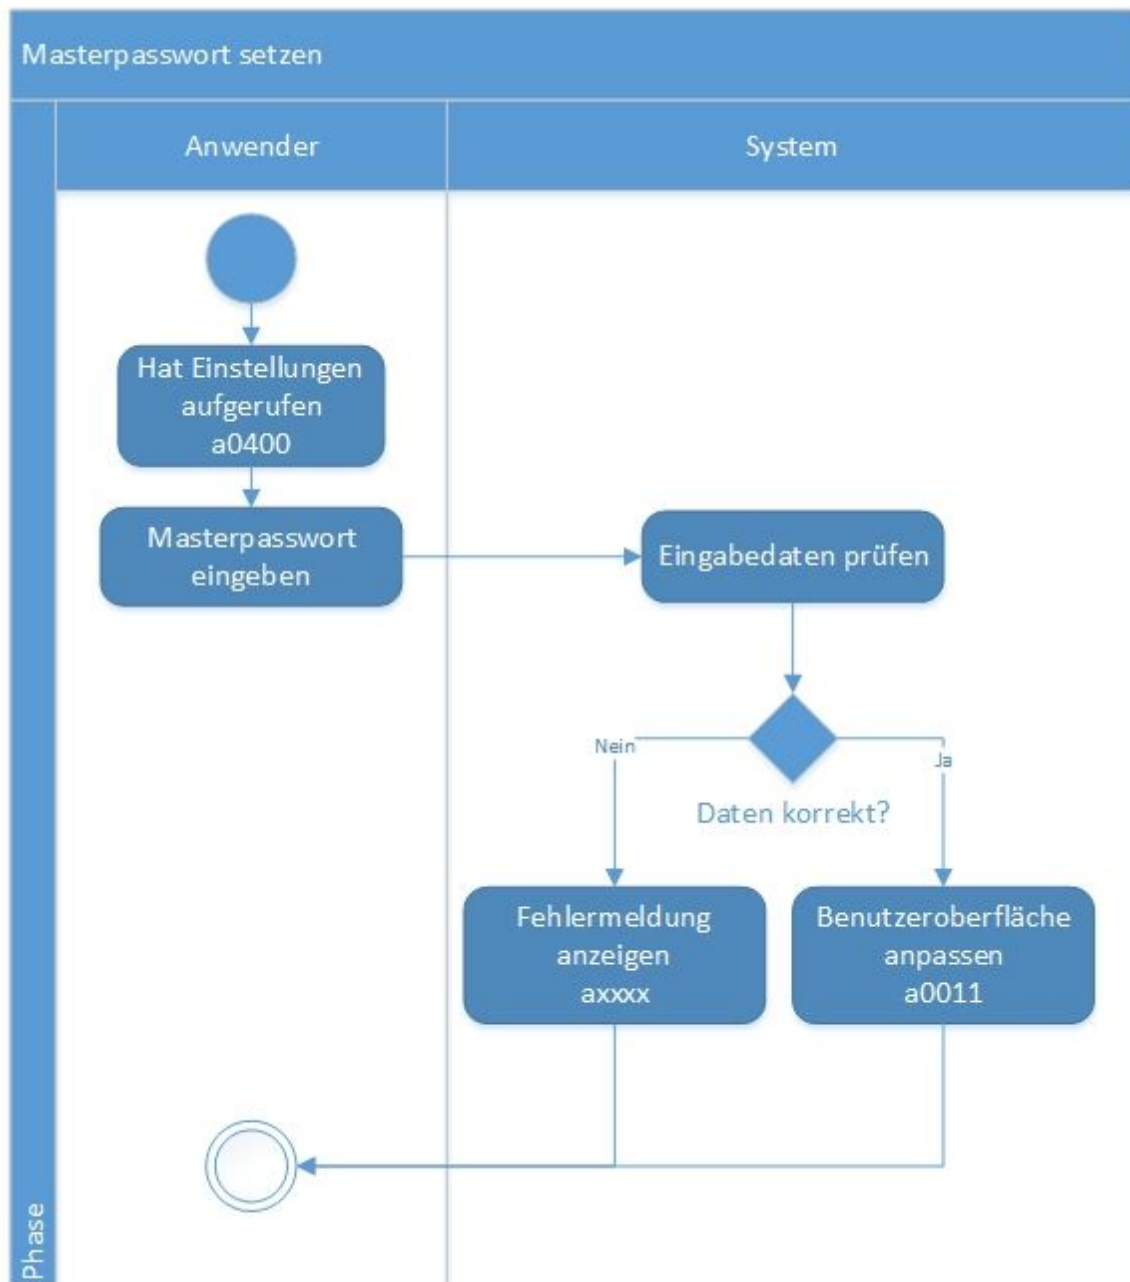 Masterpasswort setzen
Anwender
System
Hat Einstellungen
aufgerufen
a0400
Masterpasswort
eingeben
Eingabedaten prüfen
Nein
Ja
Daten korrekt?
Fehlermeldung
anzeigen
axxxx
Benutzeroberfläche
anpassen
a0011
Phase